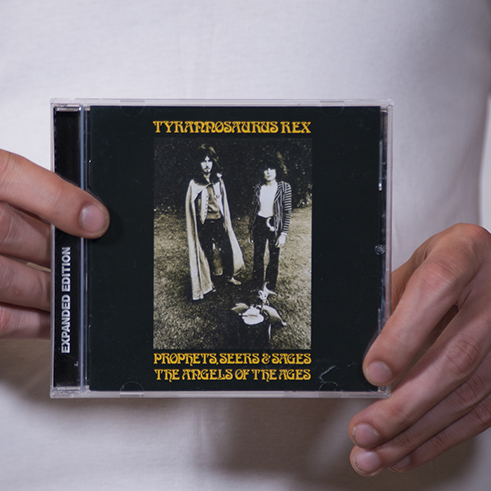 TYRANNOSAURUS REX
EXPANDED EDITION
PROPHETS, SEERS & SAGES
THE ANGELS OF THE AGES